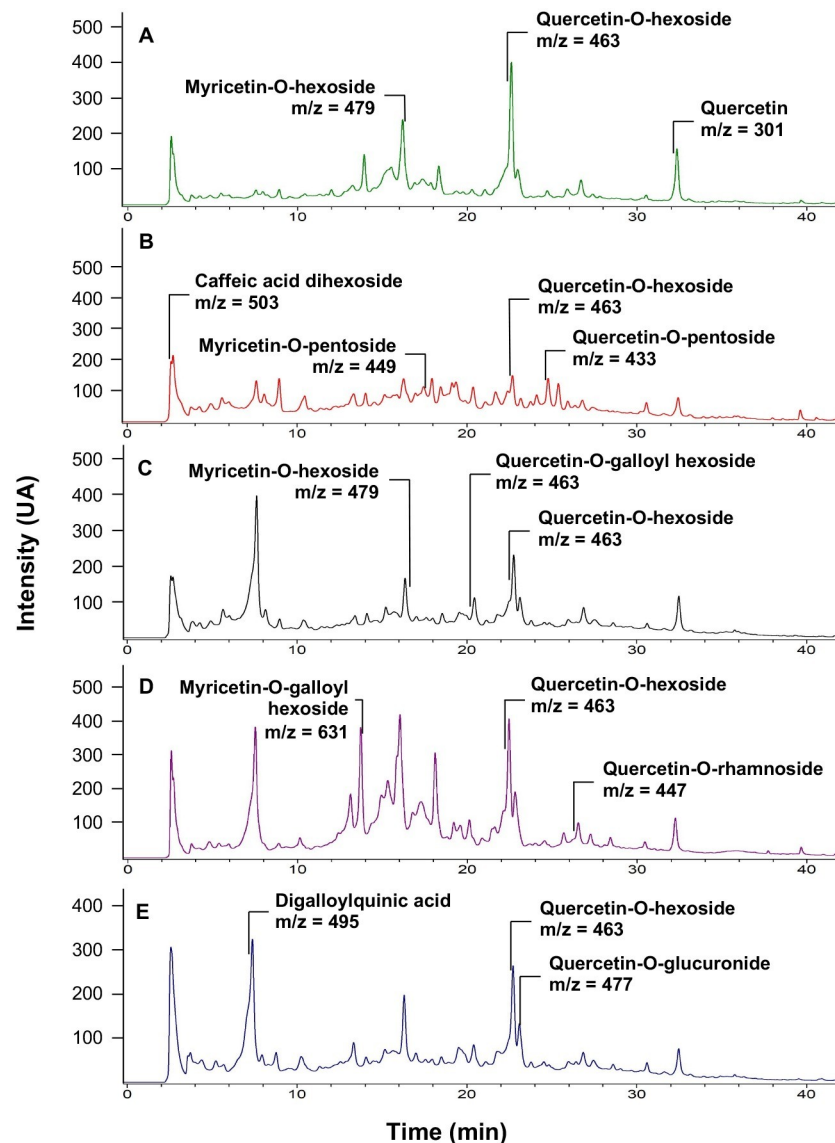 A
Quercetin-O-hexoside
m/z = 463
Myricetin-O-hexoside
m/z = 479
Quercetin
m/z = 301
500
400
300
200
100
0 10 20 30 40
B
Caffeic acid dihexoside
m/z = 503
Quercetin-O-hexoside
m/z = 463
Myricetin-O-pentoside
m/z = 449
Quercetin-O-pentoside
m/z = 433
500
400
300
200
100
0 10 20 30 40
C
Myricetin-O-hexoside
m/z = 479
Quercetin-O-galloyl hexoside
m/z = 463
Quercetin-O-hexoside
m/z = 463
500
400
300
200
100
0 10 20 30 40
D
Myricetin-O-galloyl
hexoside
m/z = 631
Quercetin-O-hexoside
m/z = 463
Quercetin-O-rhamnoside
m/z = 447
500
400
300
200
100
0 10 20 30 40
E
Digalloylquinic acid
m/z = 495
Quercetin-O-hexoside
m/z = 463
Quercetin-O-glucuronide
m/z = 477
400
300
200
100
0 10 20 30 40
Intensity (UA)
Time (min)